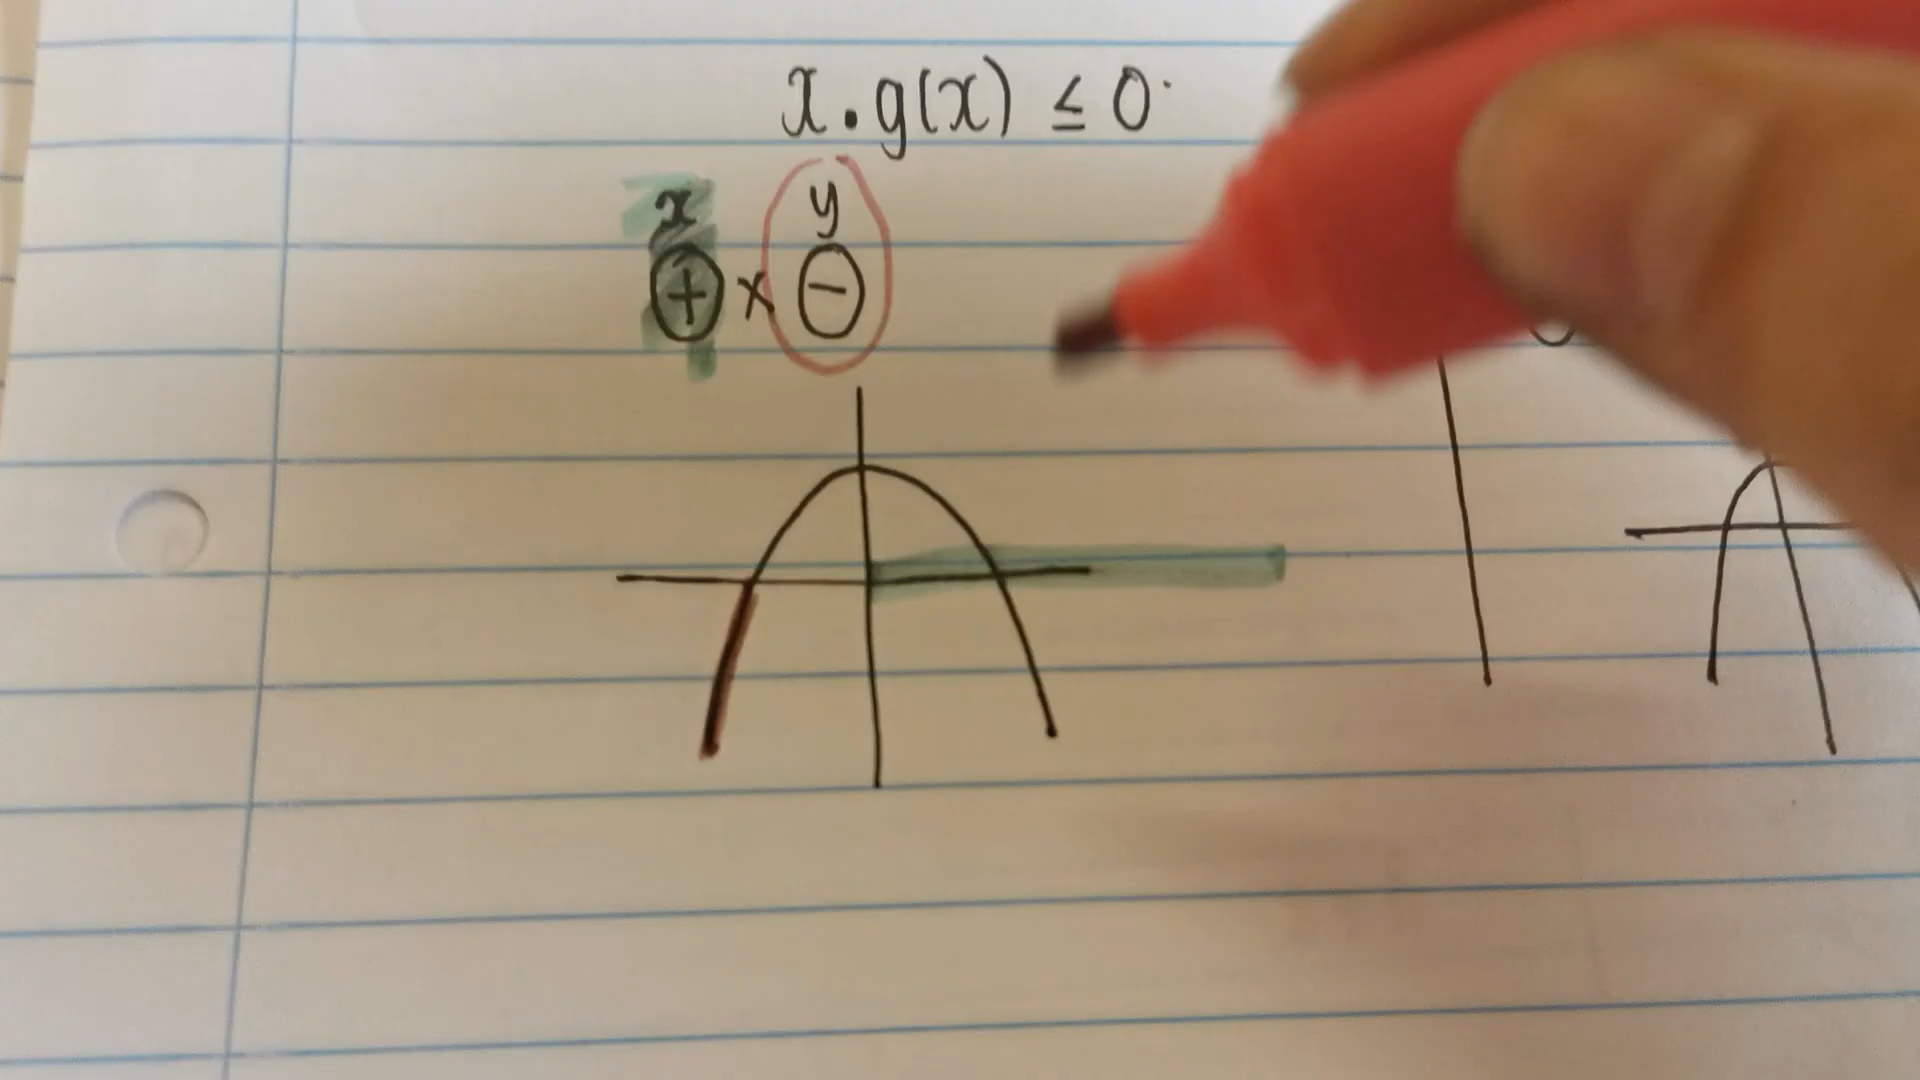 x • g(x) ≤ 0
x y
+ × −